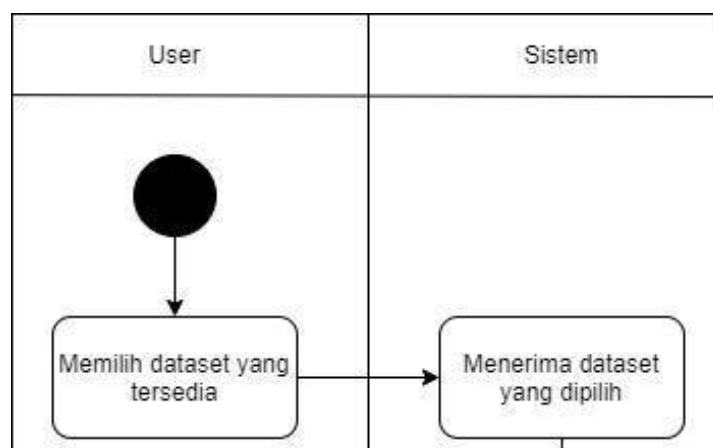 User
Sistem
Memilih dataset yang
tersedia
Menerima dataset
yang dipilih